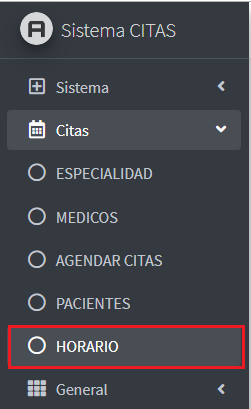 Sistema CITAS
Sistema
Citas
ESPECIALIDAD
MEDICOS
AGENDAR CITAS
PACIENTES
HORARIO
General